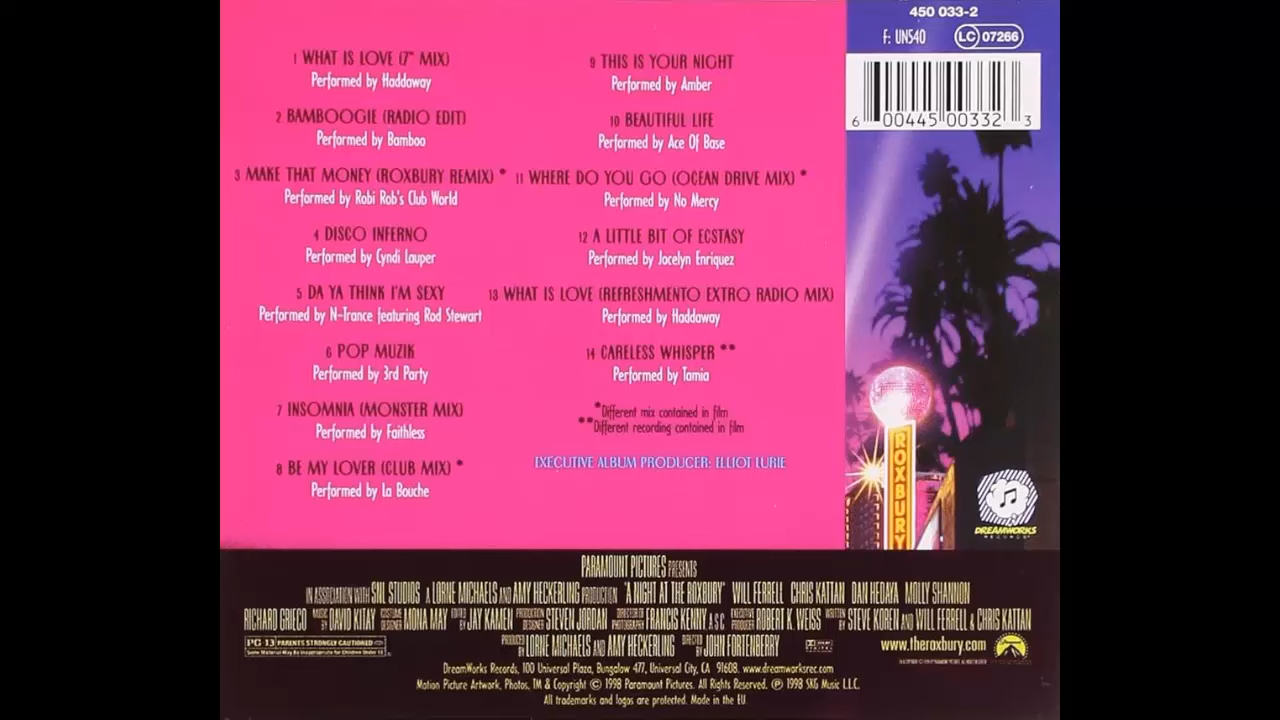 1 WHAT IS LOVE (7" MIX)
Performed by Haddaway
2 BAMBOOGIE (RADIO EDIT)
Performed by Bamboo
3 MAKE THAT MONEY (ROXBURY REMIX) *
Performed by Robi Rob's Club World
4 DISCO INFERNO
Performed by Cyndi Lauper
5 DA YA THINK I'M SEXY
Performed by N-Trance featuring Rod Stewart
6 POP MUZIK
Performed by 3rd Party
7 INSOMNIA (MONSTER MIX)
Performed by Faithless
8 BE MY LOVER (CLUB MIX) *
Performed by La Bouche
9 THIS IS YOUR NIGHT
Performed by Amber
10 BEAUTIFUL LIFE
Performed by Ace Of Base
11 WHERE DO YOU GO (OCEAN DRIVE MIX) *
Performed by No Mercy
12 A LITTLE BIT OF ECSTASY
Performed by Jocelyn Enriquez
13 WHAT IS LOVE (REFRESHMENTO EXTRO RADIO MIX)
Performed by Haddaway
14 CARELESS WHISPER **
Performed by Tamia
*Different mix contained in film
**Different recording contained in film
EXECUTIVE ALBUM PRODUCER: ELLIOT LURIE
450 033-2
F: UN540
LC 07266
6 00445 00332 3
ROXBURY
DREAMWORKS
RECORDS
PARAMOUNT PICTURES PRESENTS
IN ASSOCIATION WITH SNL STUDIOS A LORNE MICHAELS AND AMY HECKERLING PRODUCTION "A NIGHT AT THE ROXBURY" WILL FERRELL CHRIS KATTAN DAN HEDAYA MOLLY SHANNON
RICHARD GRIECO MUSIC BY DAVID KITAY COSTUME DESIGNER MONA MAY EDITED BY JAY KAMEN PRODUCTION DESIGNER STEVEN JORDAN DIRECTOR OF PHOTOGRAPHY FRANCIS KENNY A.S.C. EXECUTIVE PRODUCER ROBERT K. WEISS WRITTEN BY STEVE KOREN AND WILL FERRELL & CHRIS KATTAN
PRODUCED BY LORNE MICHAELS AND AMY HECKERLING DIRECTED BY JOHN FORTENBERRY
PG-13 PARENTS STRONGLY CAUTIONED
Some Material May Be Inappropriate for Children Under 13
www.theroxbury.com
DreamWorks Records, 100 Universal Plaza, Bungalow 477, Universal City, CA 91608. www.dreamworksrec.com
Motion Picture Artwork, Photos, TM & Copyright © 1998 Paramount Pictures. All Rights Reserved. ℗ 1998 SKG Music L.L.C.
All trademarks and logos are protected. Made in the EU.